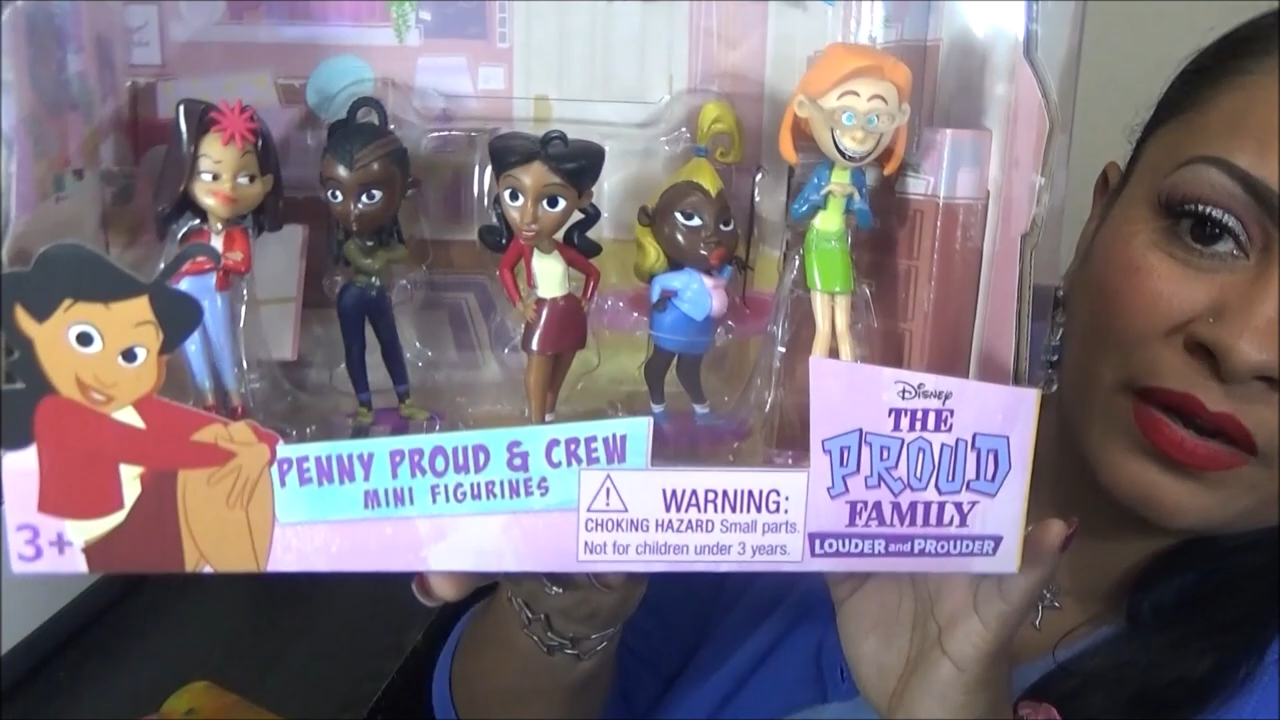 PENNY PROUD & CREW
MINI FIGURINES
3+
WARNING:
CHOKING HAZARD Small parts.
Not for children under 3 years.
DISNEY
THE
PROUD
FAMILY
LOUDER and PROUDER